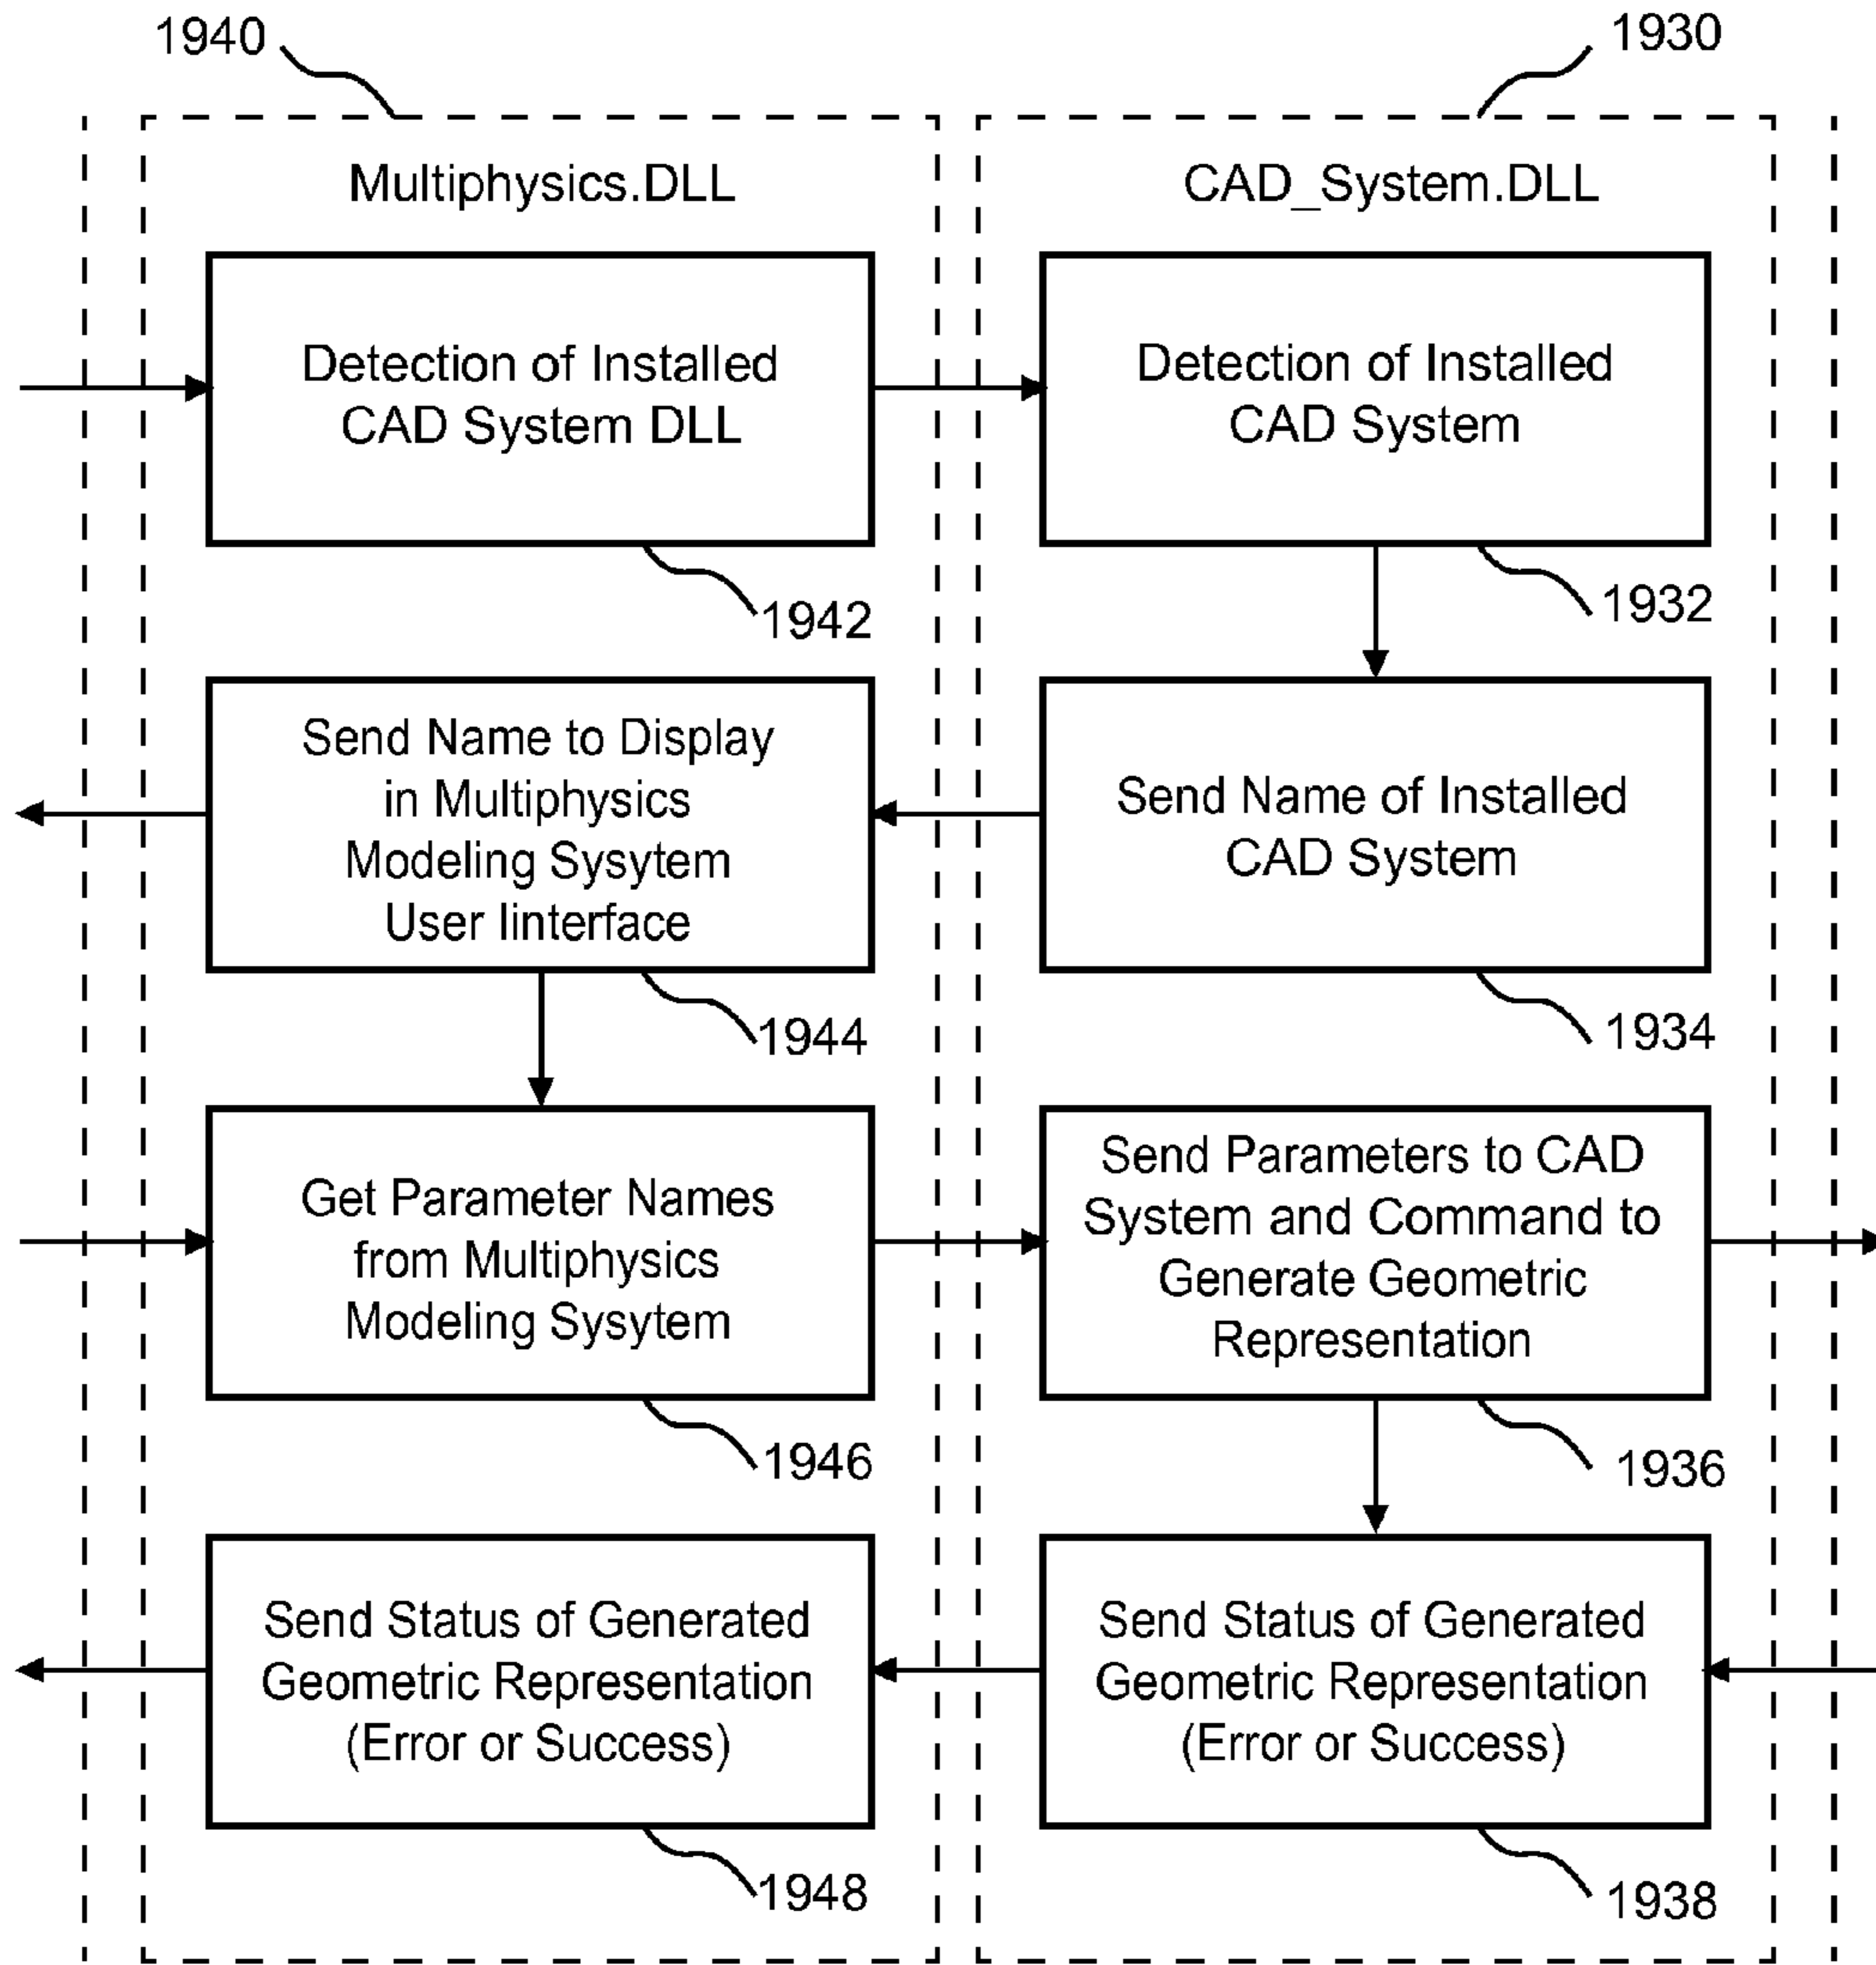 1940
1930
Multiphysics.DLL
CAD_System.DLL
Detection of Installed
CAD System DLL
1942
Detection of Installed
CAD System
1932
Send Name to Display
in Multiphysics
Modeling Sysytem
User Iinterface
1944
Send Name of Installed
CAD System
1934
Get Parameter Names
from Multiphysics
Modeling Sysytem
1946
Send Parameters to CAD
System and Command to
Generate Geometric
Representation
1936
Send Status of Generated
Geometric Representation
(Error or Success)
1948
Send Status of Generated
Geometric Representation
(Error or Success)
1938